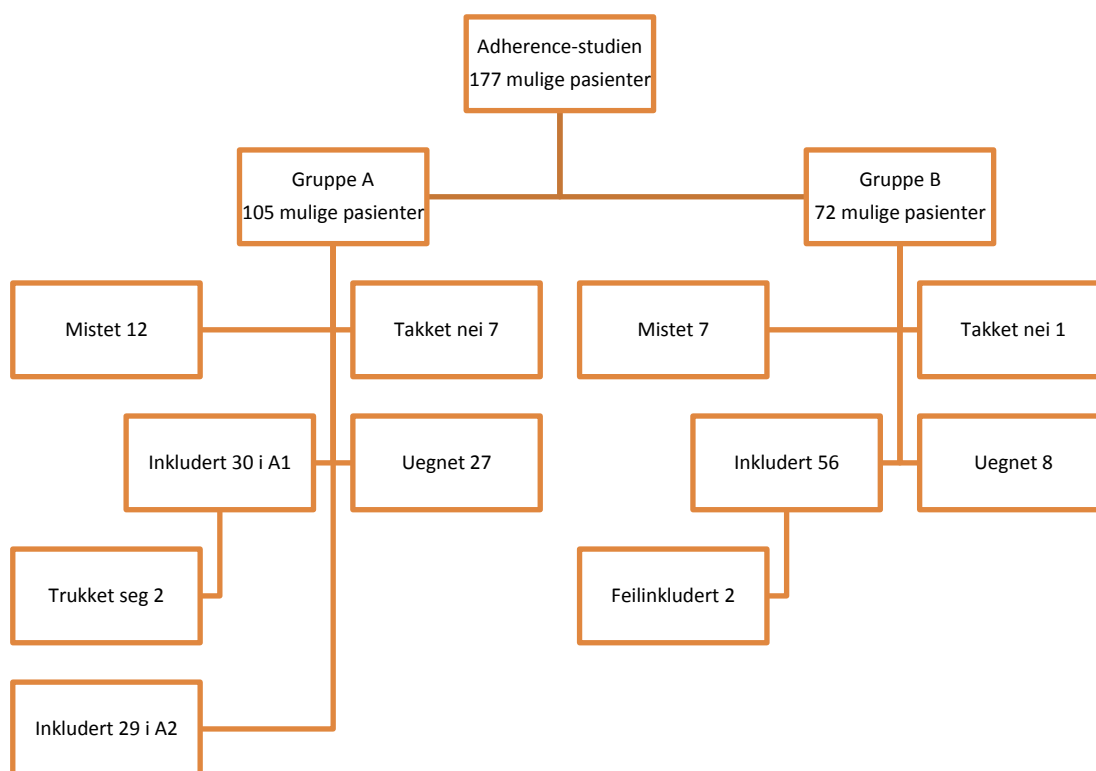 Adherence-studien
177 mulige pasienter
Gruppe A
105 mulige pasienter
Gruppe B
72 mulige pasienter
Mistet 12
Takket nei 7
Mistet 7
Takket nei 1
Inkludert 30 i A1
Uegnet 27
Inkludert 56
Uegnet 8
Trukket seg 2
Feilinkludert 2
Inkludert 29 i A2